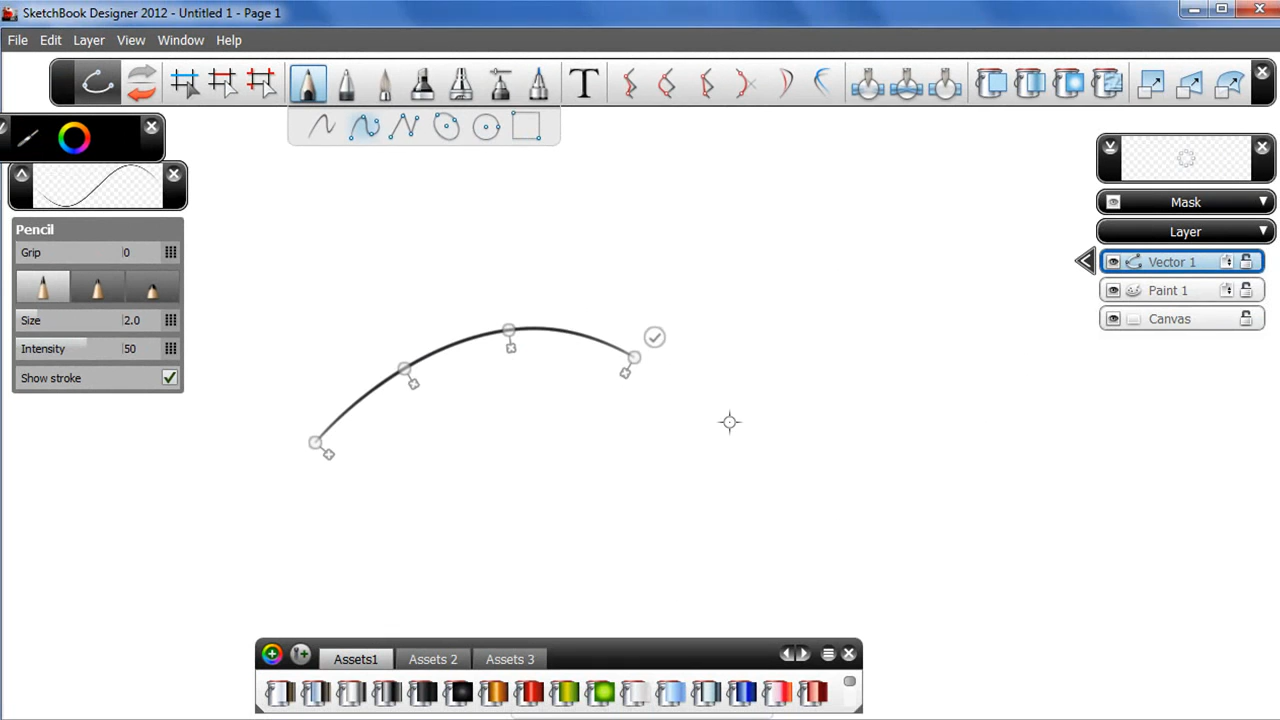 SketchBook Designer 2012 - Untitled 1 - Page 1
File Edit Layer View Window Help
T
Pencil
Grip 0
Size 2.0
Intensity 50
Show stroke
Mask
Layer
Vector 1
Paint 1
Canvas
Assets1 Assets 2 Assets 3